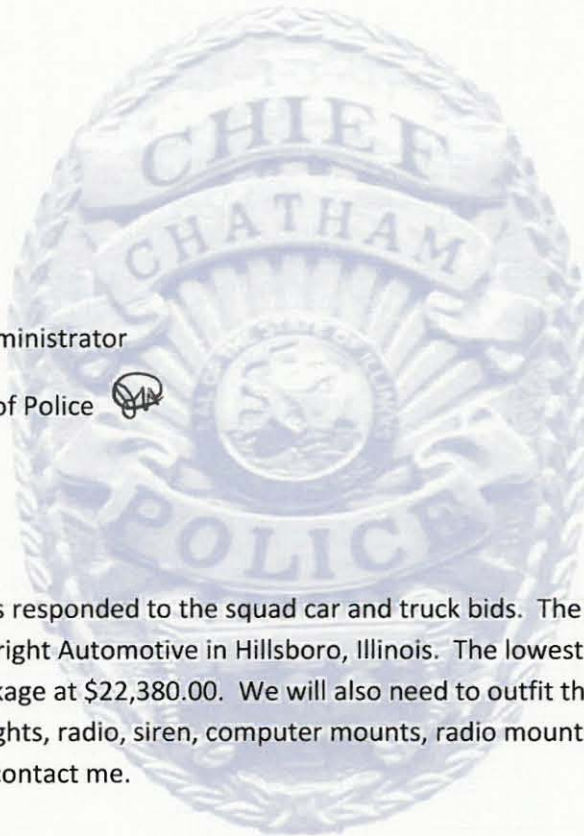 CHIEF
CHATHAM
ministrator
of Police
POLICE
s responded to the squad car and truck bids. The
right Automotive in Hillsboro, Illinois. The lowest
kage at $22,380.00. We will also need to outfit th
ghts, radio, siren, computer mounts, radio mount
contact me.